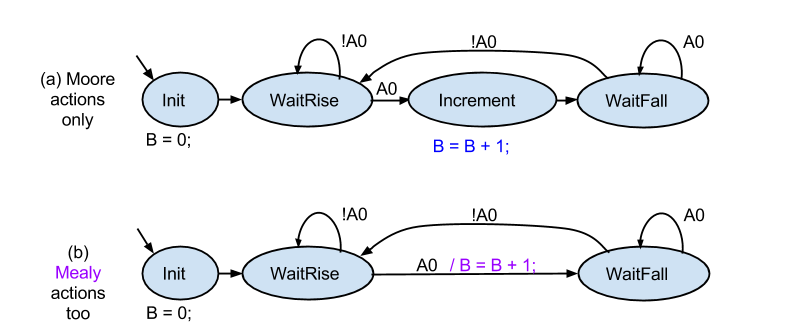 !A0
!A0
A0
(a) Moore
actions
only
Init
WaitRise
A0
Increment
WaitFall
B = 0;
B = B + 1;
!A0
!A0
A0
(b)
Mealy
actions
too
Init
WaitRise
A0 / B = B + 1;
WaitFall
B = 0;